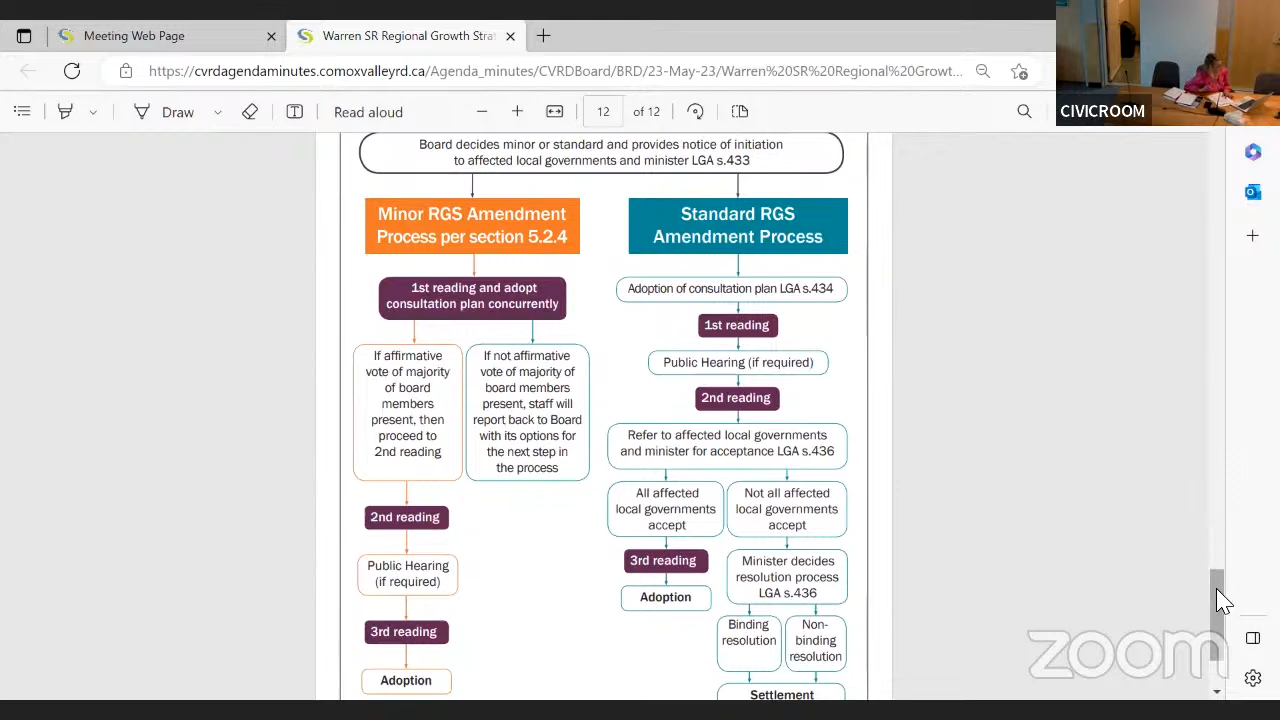 Meeting Web Page
Warren SR Regional Growth Stra
https://cvrdagendaminutes.comoxvalleyrd.ca/Agenda_minutes/CVRDBoard/BRD/23-May-23/Warren%20SR%20Regional%20Growt...
Draw
Read aloud
12
of 12
CIVICROOM
Board decides minor or standard and provides notice of initiation
to affected local governments and minister LGA s.433
Minor RGS Amendment
Process per section 5.2.4
1st reading and adopt
consultation plan concurrently
If affirmative
vote of majority
of board
members
present, then
proceed to
2nd reading
If not affirmative
vote of majority of
board members
present, staff will
report back to Board
with its options for
the next step in
the process
2nd reading
Public Hearing
(if required)
3rd reading
Adoption
Standard RGS
Amendment Process
Adoption of consultation plan LGA s.434
1st reading
Public Hearing (if required)
2nd reading
Refer to affected local governments
and minister for acceptance LGA s.436
All affected
local governments
accept
3rd reading
Adoption
Not all affected
local governments
accept
Minister decides
resolution process
LGA s.436
Binding
resolution
Non-
binding
resolution
Settlement
zoom